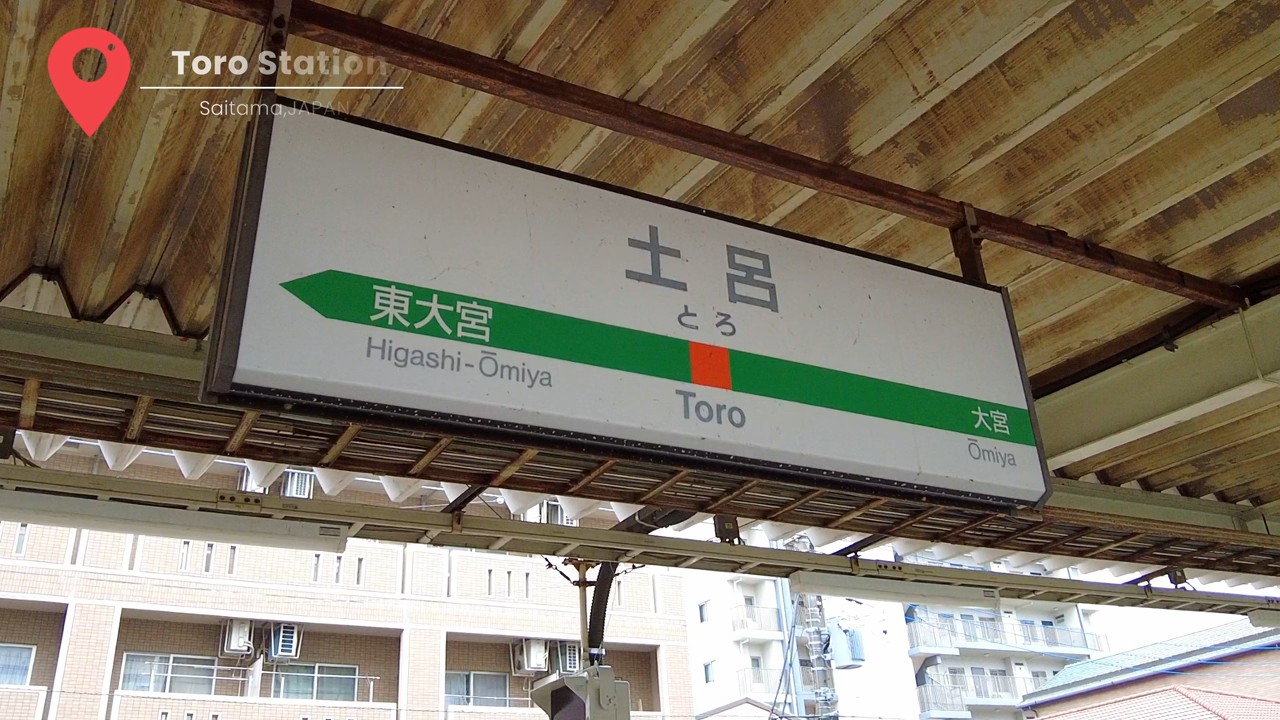 Toro Station
Saitama,JAPAN
土呂
とろ
東大宮
Higashi-Ōmiya
Toro
大宮
Ōmiya